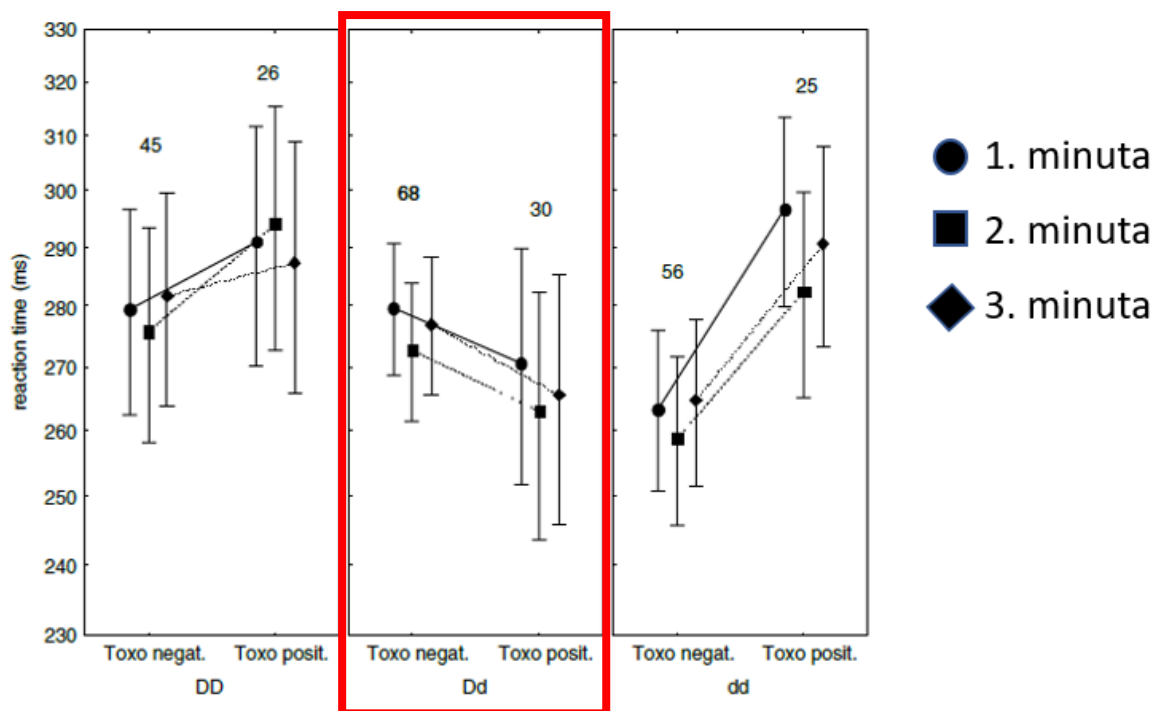 330
320
310
300
290
280
270
260
250
240
230
reaction time (ms)
45
26
68
30
56
25
Toxo negat. Toxo posit. Toxo negat. Toxo posit. Toxo negat. Toxo posit.
DD Dd dd
1. minuta
2. minuta
3. minuta